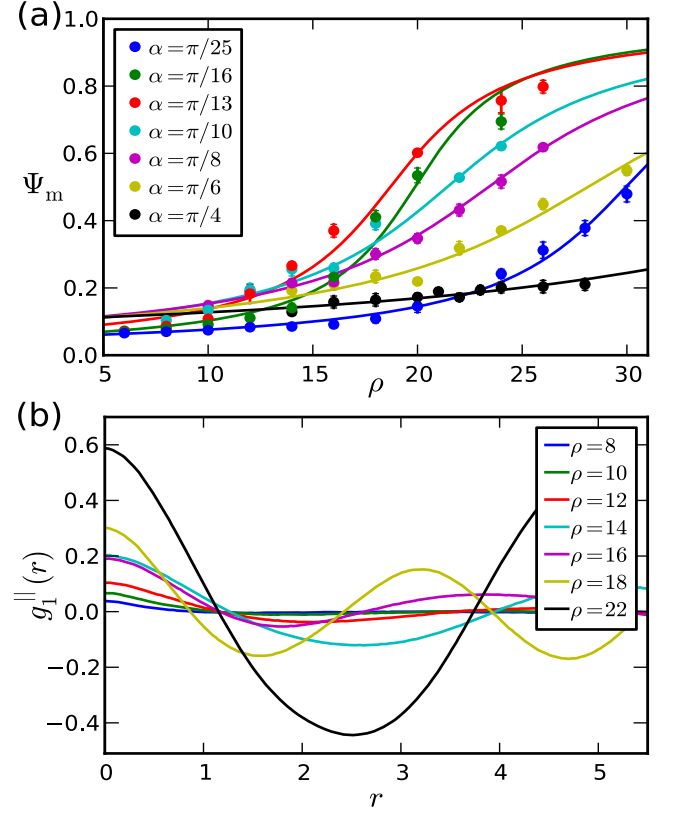 (a)
1.0
0.8
0.6
0.4
0.2
0.0
Ψm
α=π/25
α=π/16
α=π/13
α=π/10
α=π/8
α=π/6
α=π/4
5 10 15 20 25 30
ρ
(b)
0.6
0.4
0.2
0.0
−0.2
−0.4
g₁^||(r)
ρ=8
ρ=10
ρ=12
ρ=14
ρ=16
ρ=18
ρ=22
0 1 2 3 4 5
r